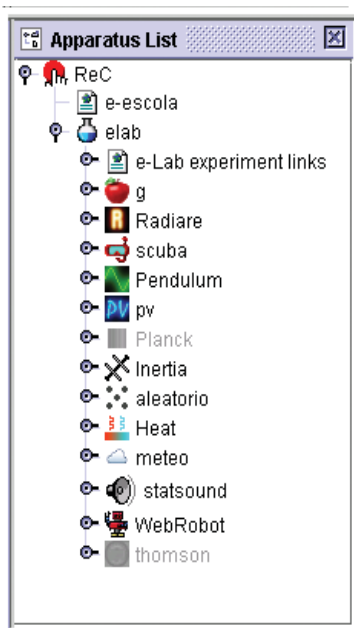 Apparatus List
ReC
e-escola
elab
e-Lab experiment links
g
Radiare
scuba
Pendulum
PV pv
Planck
Inertia
aleatorio
Heat
meteo
statsound
WebRobot
thomson